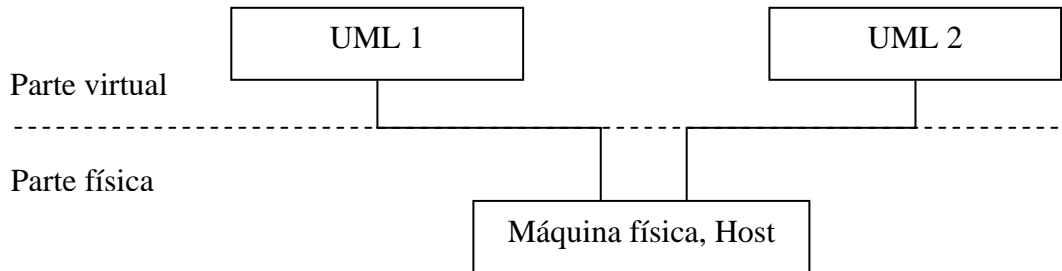 UML 1
UML 2
Parte virtual
Parte física
Máquina física, Host